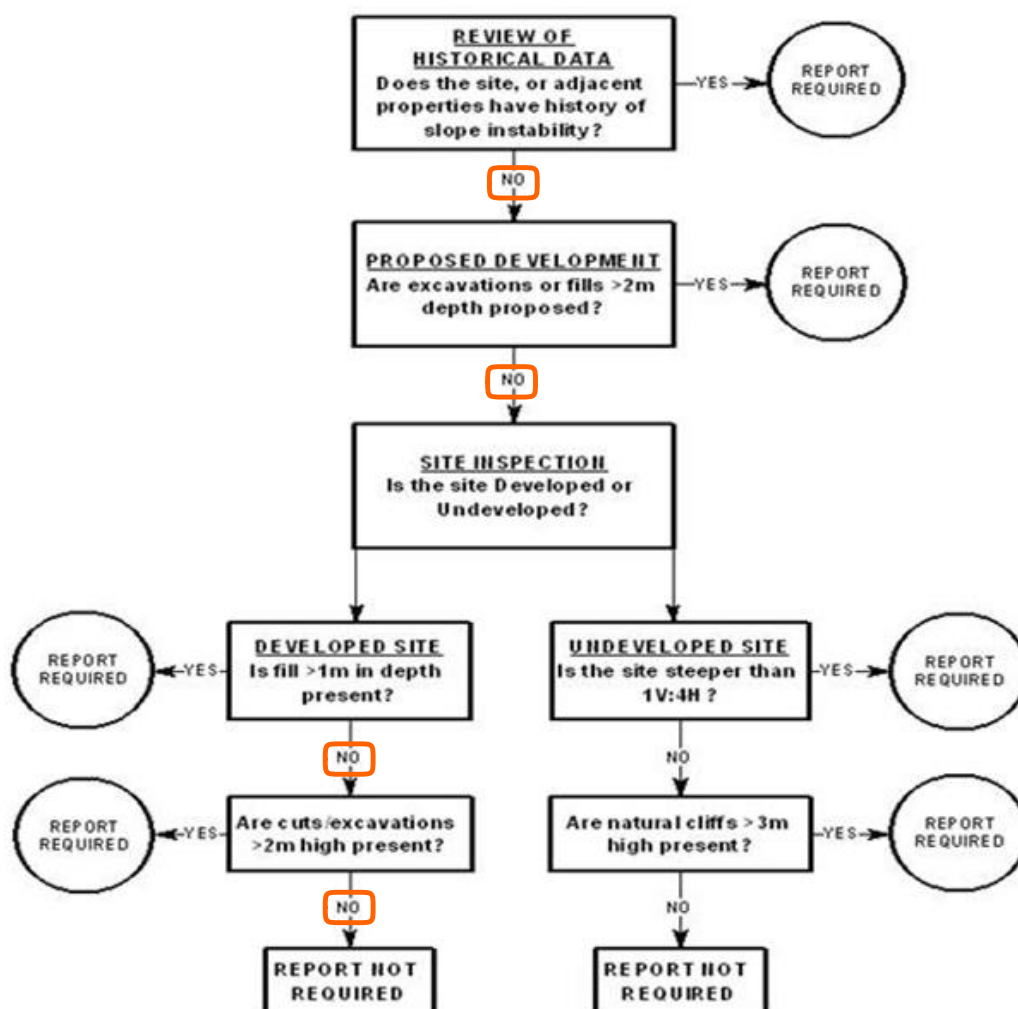 REVIEW OF
HISTORICAL DATA
Does the site, or adjacent
properties have history of
slope instability?
YES
REPORT
REQUIRED
NO
PROPOSED DEVELOPMENT
Are excavations or fills >2m
depth proposed?
YES
REPORT
REQUIRED
NO
SITE INSPECTION
Is the site Developed or
Undeveloped?
REPORT
REQUIRED
YES
DEVELOPED SITE
Is fill >1m in depth
present?
UNDEVELOPED SITE
Is the site steeper than
1V:4H ?
YES
REPORT
REQUIRED
NO
NO
REPORT
REQUIRED
YES
Are cuts/excavations
>2m high present?
Are natural cliffs >3m
high present?
YES
REPORT
REQUIRED
NO
NO
REPORT NOT
REQUIRED
REPORT NOT
REQUIRED